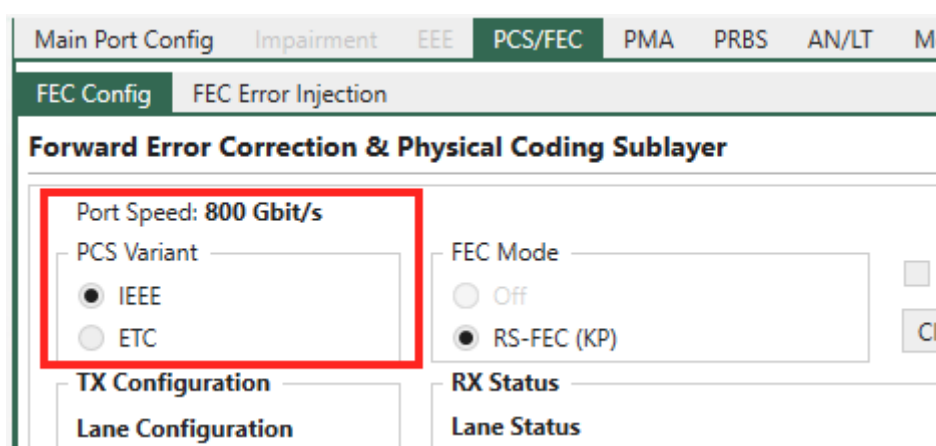 Main Port Config Impairment EEE PCS/FEC PMA PRBS AN/LT M
FEC Config FEC Error Injection
Forward Error Correction & Physical Coding Sublayer
Port Speed: 800 Gbit/s
PCS Variant FEC Mode
IEEE Off
ETC RS-FEC (KP)
TX Configuration RX Status
Lane Configuration Lane Status